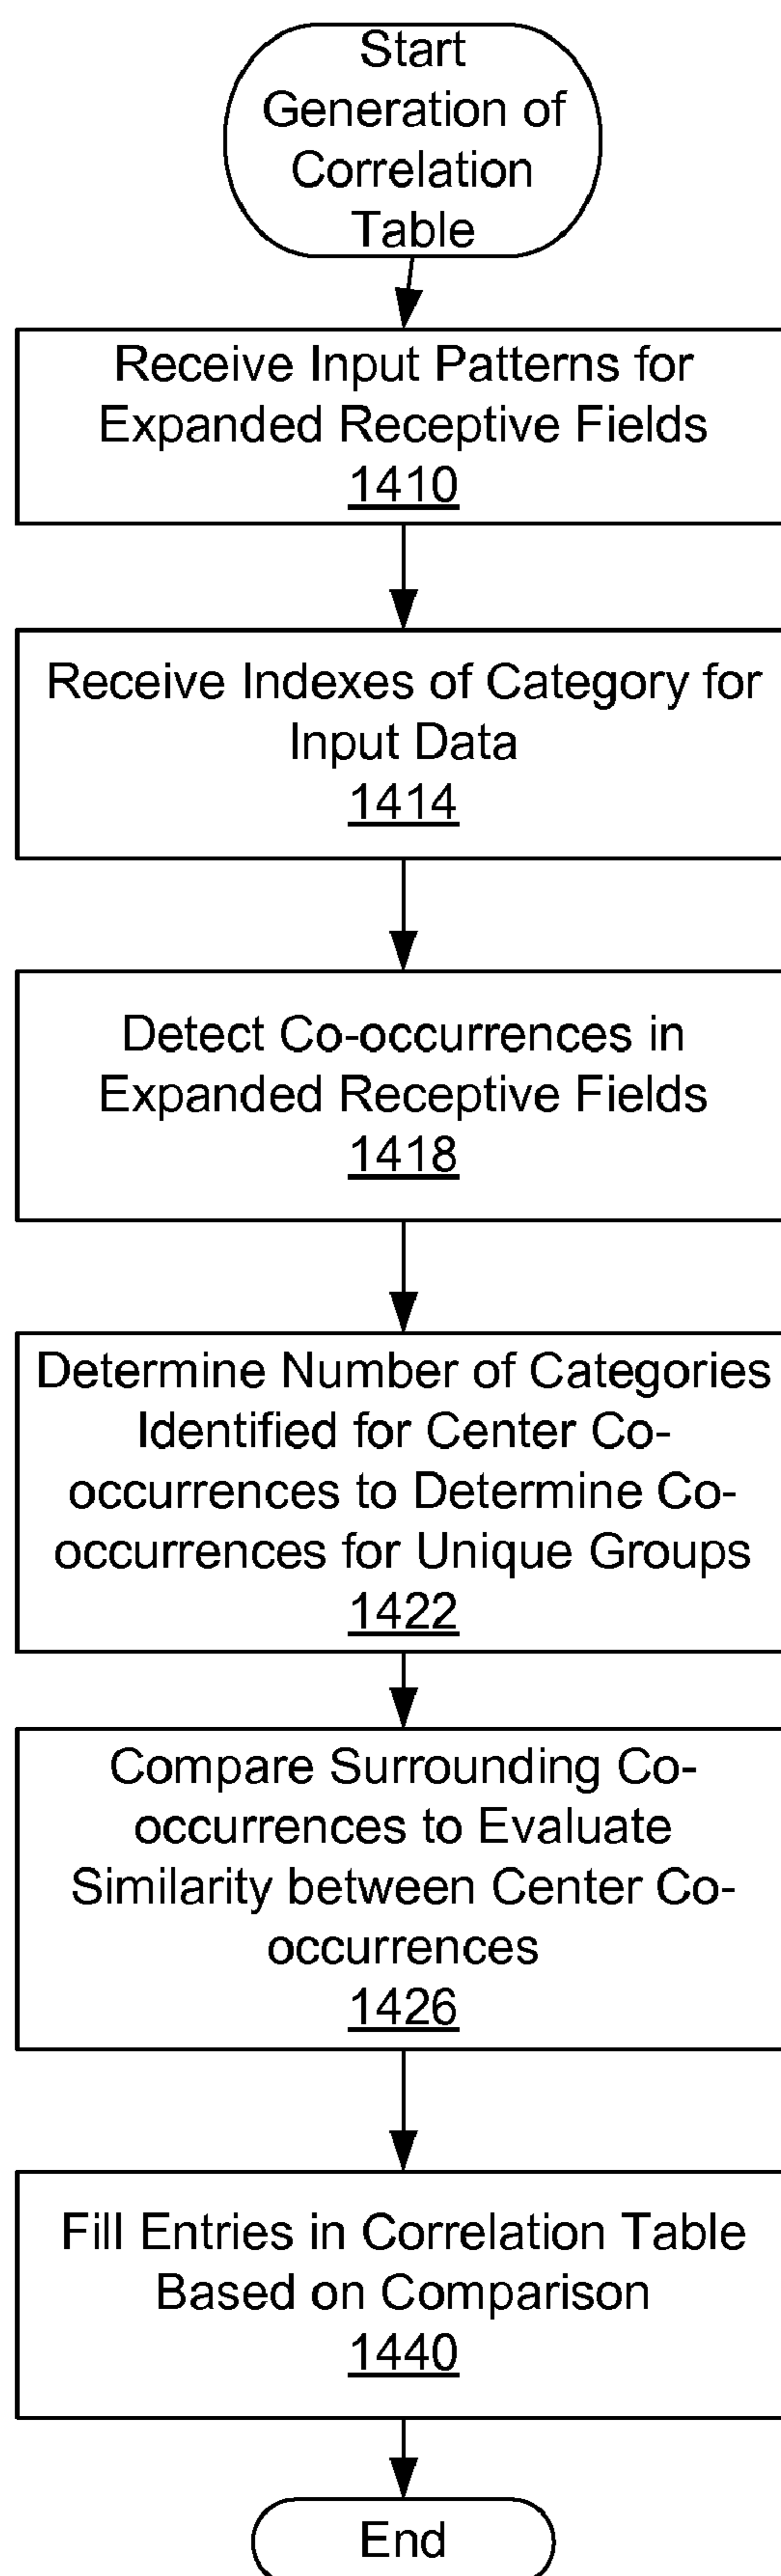 Start
Generation of
Correlation
Table
Receive Input Patterns for
Expanded Receptive Fields
1410
Receive Indexes of Category for
Input Data
1414
Detect Co-occurrences in
Expanded Receptive Fields
1418
Determine Number of Categories
Identified for Center Co-
occurrences to Determine Co-
occurrences for Unique Groups
1422
Compare Surrounding Co-
occurrences to Evaluate
Similarity between Center Co-
occurrences
1426
Fill Entries in Correlation Table
Based on Comparison
1440
End